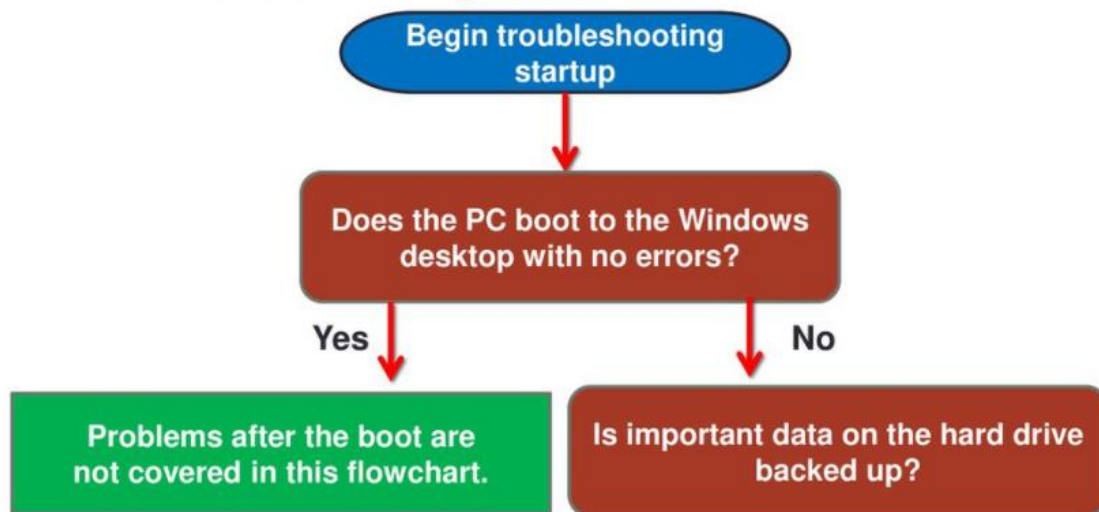 Begin troubleshooting
startup
Does the PC boot to the Windows
desktop with no errors?
Yes
No
Problems after the boot are
not covered in this flowchart.
Is important data on the hard drive
backed up?